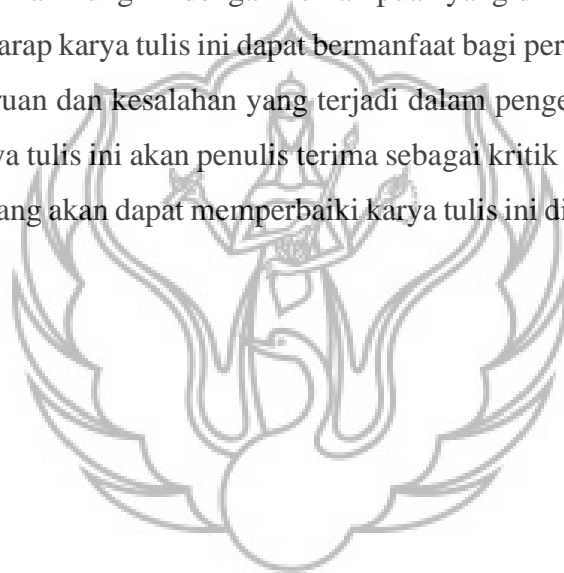 arap karya tulis ini dapat bermanfaat bagi per
ruan dan kesalahan yang terjadi dalam penge
a tulis ini akan penulis terima sebagai kritik
ang akan dapat memperbaiki karya tulis ini di